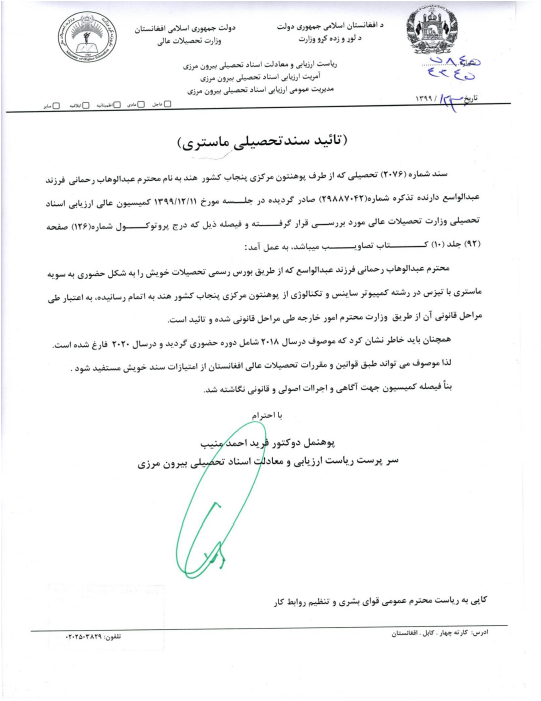 د افغانستان اسلامی جمهوری دولت
د لوړو زده کړو وزارت
دولت جمهوری اسلامی افغانستان
وزارت تحصیلات عالی
ریاست ارزیابی و معادلت اسناد تحصیلی بیرون مرزی
آمریت ارزیابی اسناد تحصیلی بیرون مرزی
مدیریت عمومی ارزیابی اسناد تحصیلی بیرون مرزی
تاریخ / ۱۳۹۹
عاجل عادی اطمینانیه سایر
(تائید سند تحصیلی ماستری)
سند شماره (۲۰۷۶) تحصیلی که از طرف پوهنتون مرکزی پنجاب کشور هند به نام محترم عبدالوهاب رحمانی فرزند
عبدالواسع دارنده تذکره شماره(۲۹۸۸۷۰۴۲) صادر گردیده در جلسه مورخ ۱۳۹۹/۱۲/۱۱ کمیسیون عالی ارزیابی اسناد
تحصیلی وزارت تحصیلات عالی مورد بررسی قرار گرفته و فیصله ذیل که درج پروتوکول شماره(۱۲۶) صفحه
(۹۲) جلد (۱۰) کتاب تصاویب میباشد، به عمل آمد:
محترم عبدالوهاب رحمانی فرزند عبدالواسع که از طریق بورس رسمی تحصیلات خویش را به شکل حضوری به سویه
ماستری با تیزس در رشته کمپیوتر ساینس و تکنالوژی از پوهنتون مرکزی پنجاب کشور هند به اتمام رسانیده، به اعتبار طی
مراحل قانونی آن از طریق وزارت محترم امور خارجه طی مراحل قانونی شده و تائید است.
همچنان باید خاطر نشان کرد که موصوف درسال ۲۰۱۸ شامل دوره حضوری گردید و درسال ۲۰۲۰ فارغ شده است.
لذا موصوف می تواند طبق قوانین و مقررات تحصیلات عالی افغانستان از امتیازات سند خویش مستفید شود .
بناً فیصله کمیسیون جهت آگاهی و اجراات اصولی و قانونی نگاشته شد.
با احترام
پوهنمل دوکتور فرید احمد منیب
سر پرست ریاست ارزیابی و معادلت اسناد تحصیلی بیرون مرزی
کاپی به ریاست محترم عمومی قوای بشری و تنظیم روابط کار
ادرس: کارته چهار ، کابل . افغانستان
تلفون: ۰۲۰۲۵۰۳۸۲۹